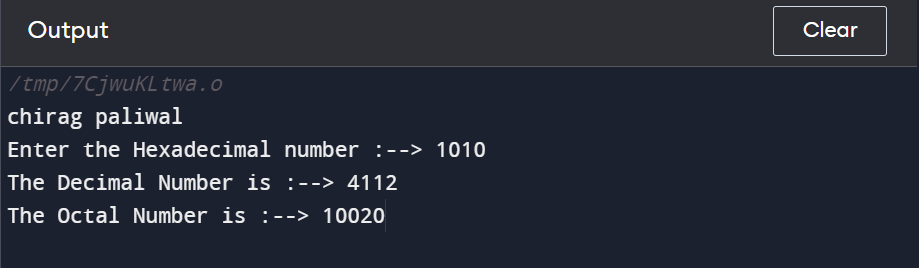 Output
Clear
/tmp/7CjwuKLtwa.o
chirag paliwal
Enter the Hexadecimal number :--> 1010
The Decimal Number is :--> 4112
The Octal Number is :--> 10020